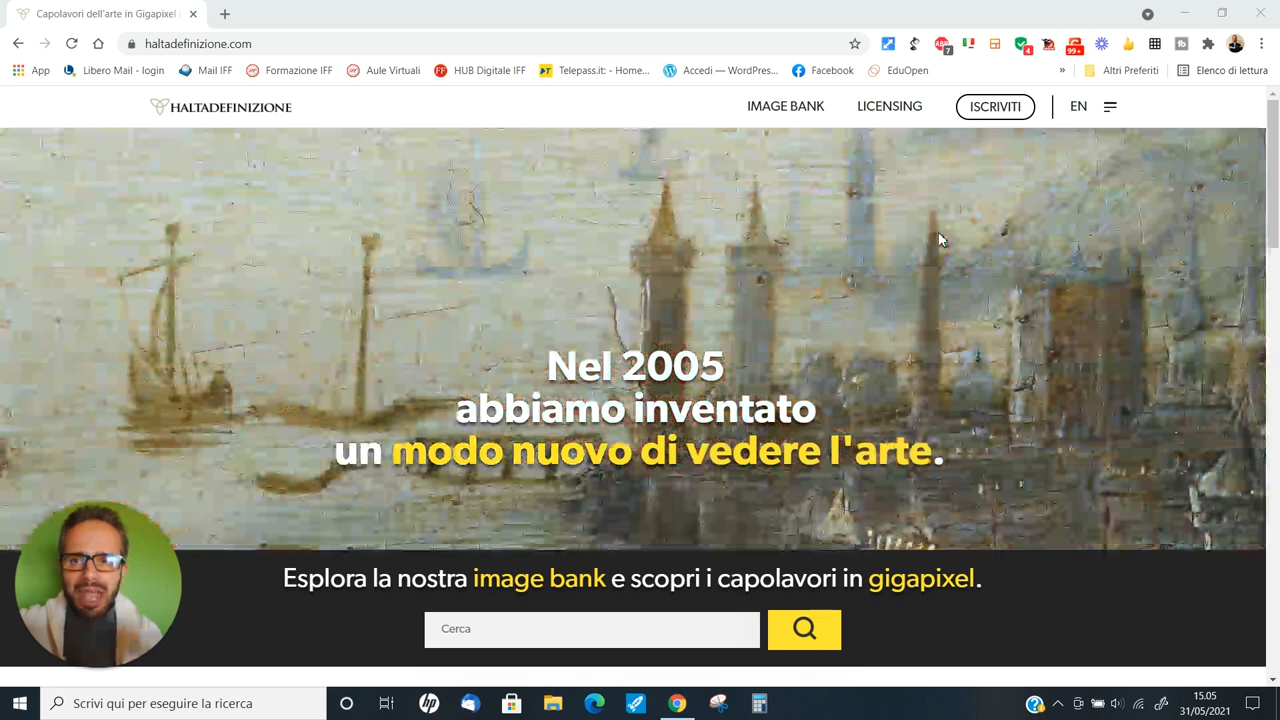 Capolavori dell'arte in Gigapixel
haltadefinizione.com
7
4
99+
App
Libero Mail - login
Mail IFF
Formazione IFF
Aule Virtuali
HUB Digitale IFF
Telepass.it: - Home...
Accedi — WordPres...
Facebook
EduOpen
»
Altri Preferiti
Elenco di lettura
HALTADEFINIZIONE
IMAGE BANK
LICENSING
ISCRIVITI
EN
Nel 2005
abbiamo inventato
un modo nuovo di vedere l'arte.
Esplora la nostra image bank e scopri i capolavori in gigapixel.
Cerca
Scrivi qui per eseguire la ricerca
15.05
31/05/2021